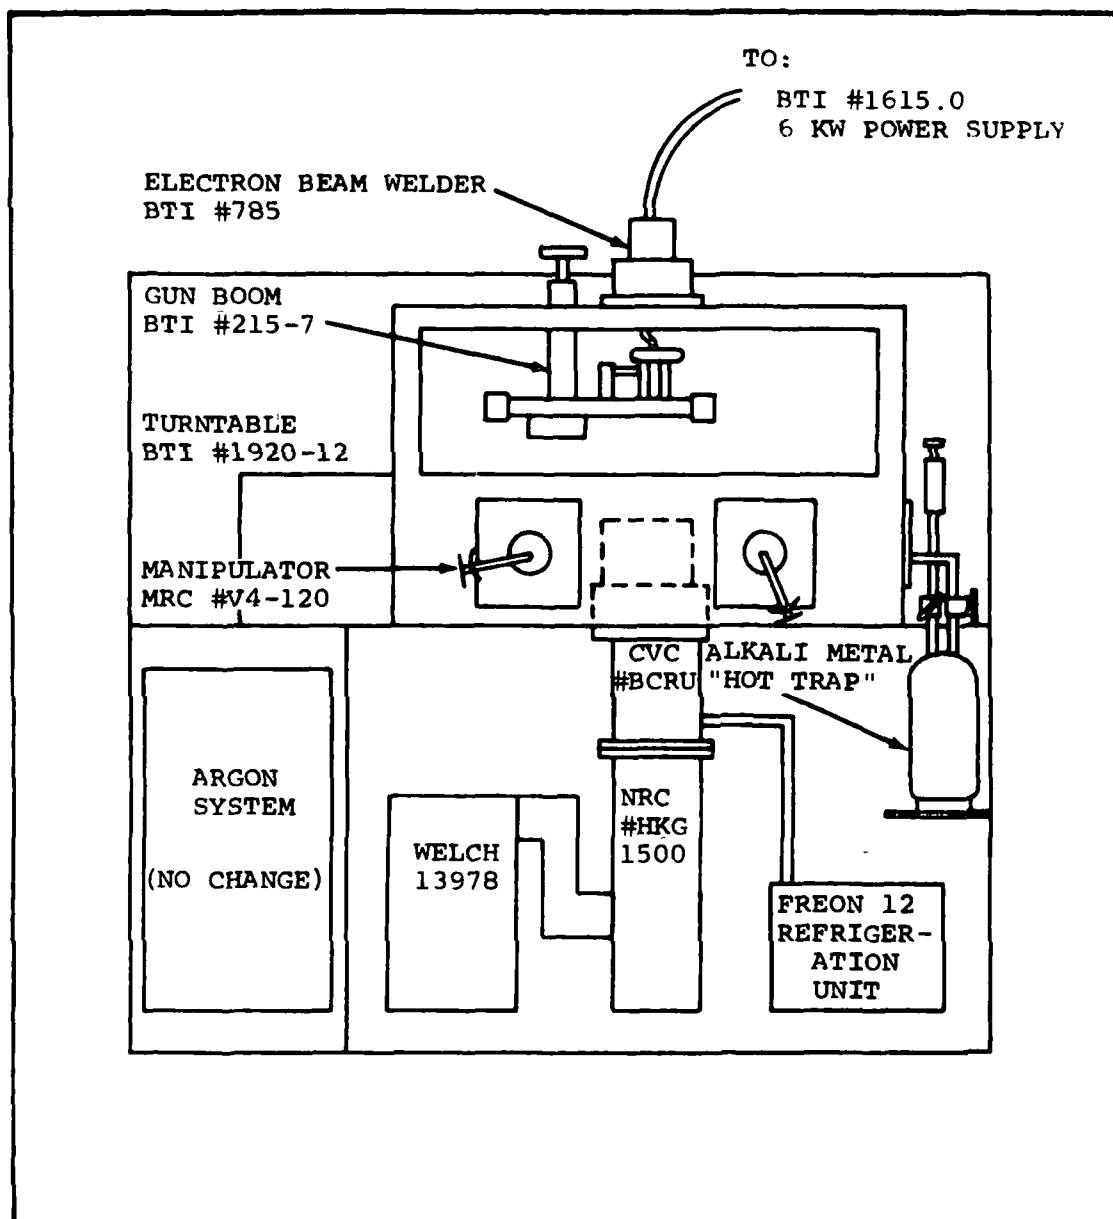 TO:
BTI #1615.0
6 KW POWER SUPPLY
ELECTRON BEAM WELDER
BTI #785
GUN BOOM
BTI #215-7
TURNTABLE
BTI #1920-12
MANIPULATOR
MRC #V4-120
CVC
#BCRU
ALKALI METAL
"HOT TRAP"
ARGON
SYSTEM
(NO CHANGE)
WELCH
13978
NRC
#HKG
1500
FREON 12
REFRIGER-
ATION
UNIT